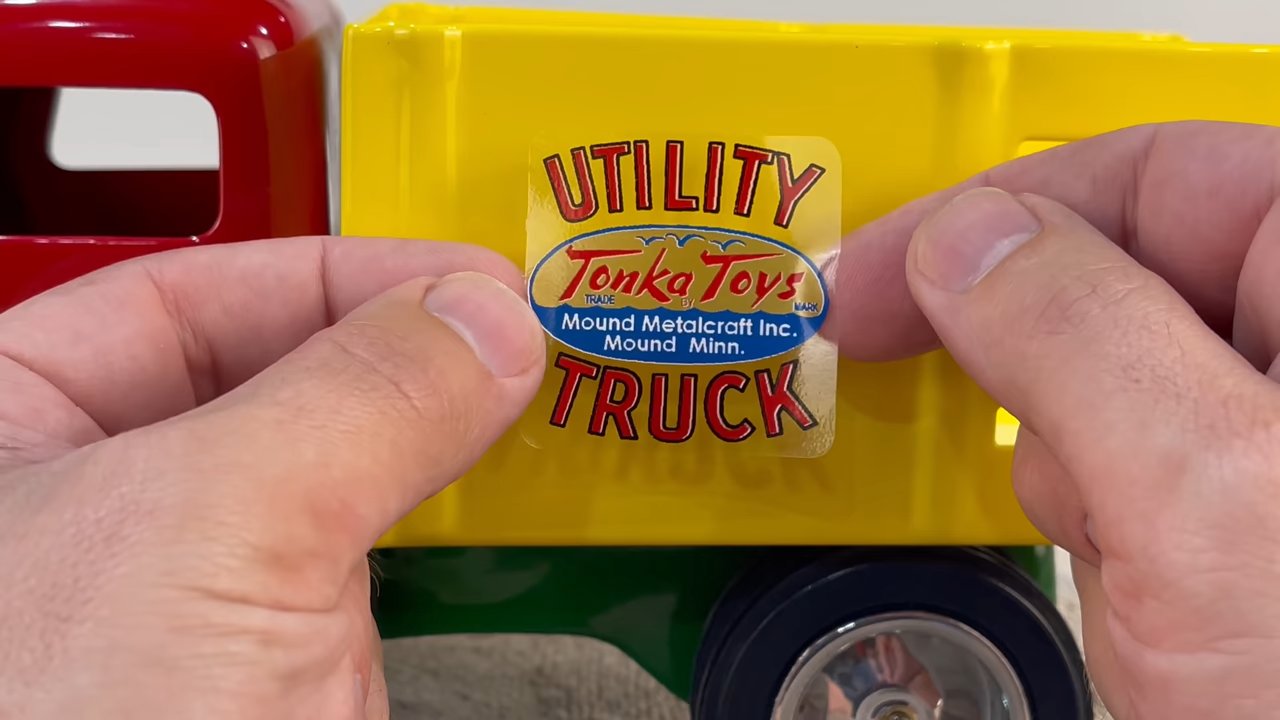 UTILITY
Tonka Toys
TRADE BY MARK
Mound Metalcraft Inc.
Mound Minn.
TRUCK